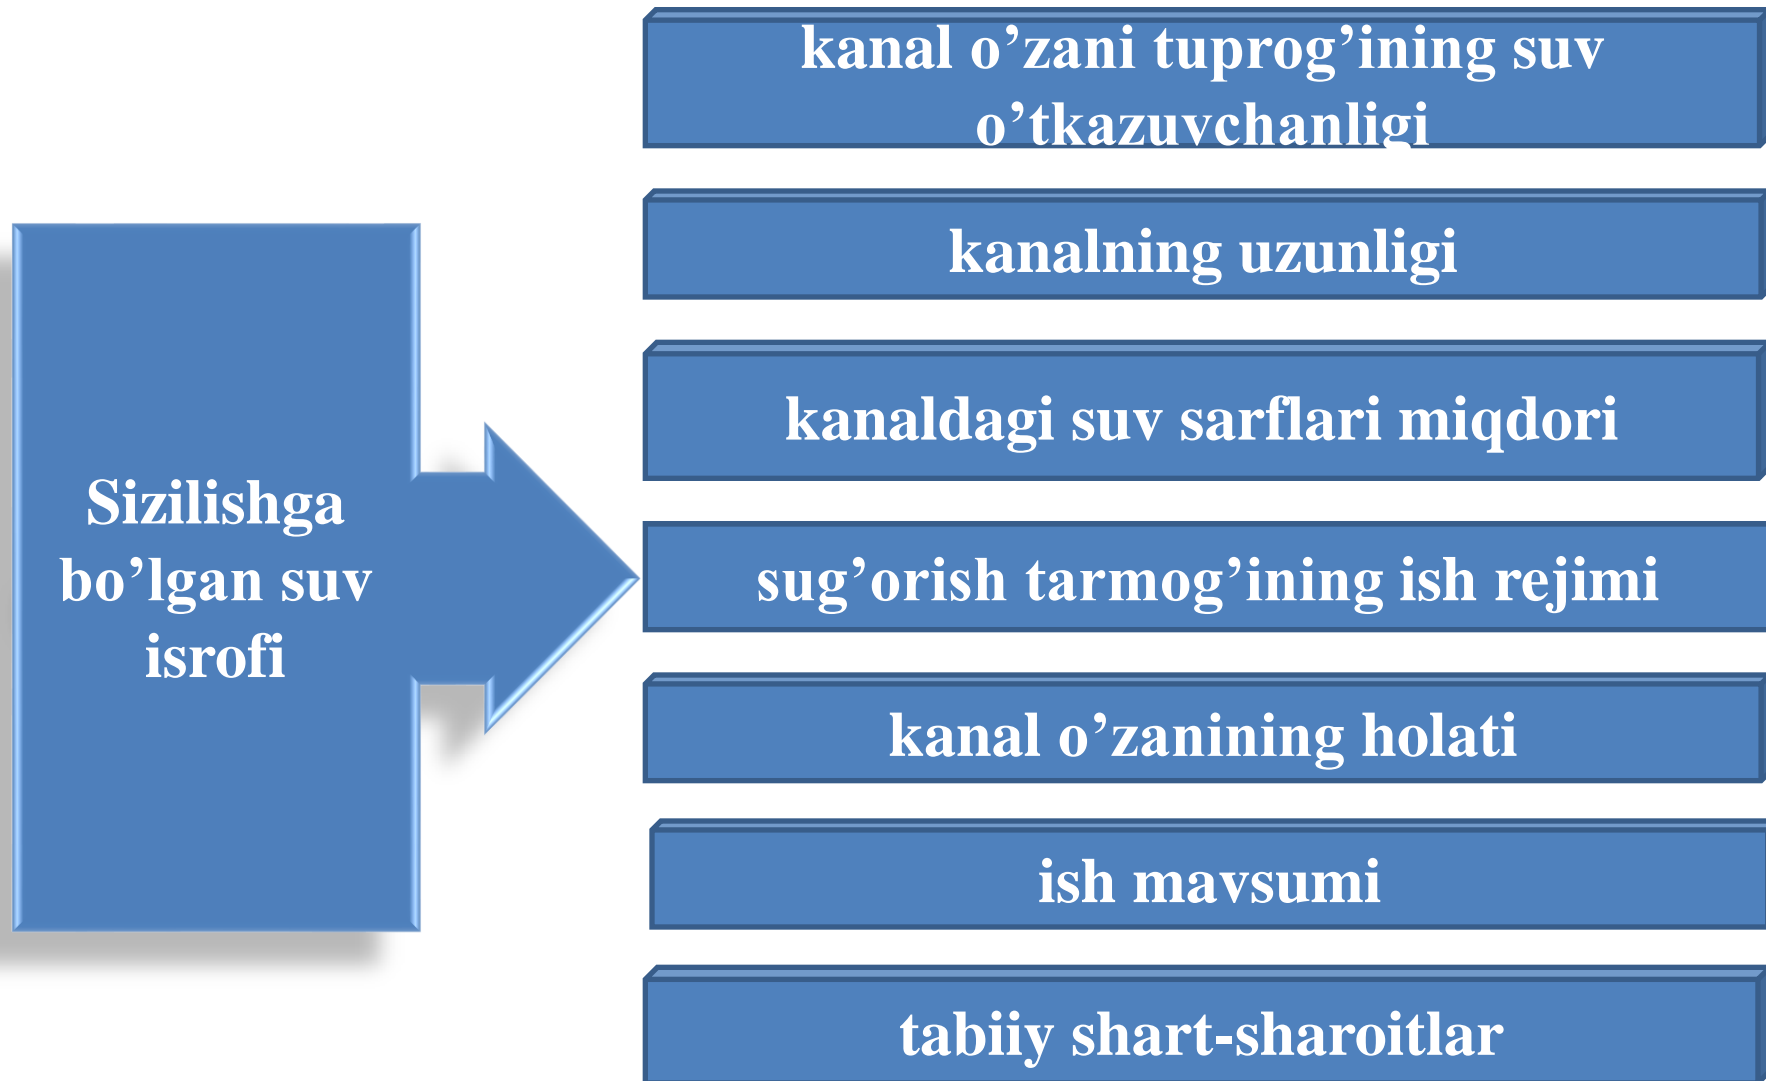 Sizilishga
bo’lgan suv
isrofi
kanal o’zani tuprog’ining suv
o’tkazuvchanligi
kanalning uzunligi
kanaldagi suv sarflari miqdori
sug’orish tarmog’ining ish rejimi
kanal o’zanining holati
ish mavsumi
tabiiy shart-sharoitlar